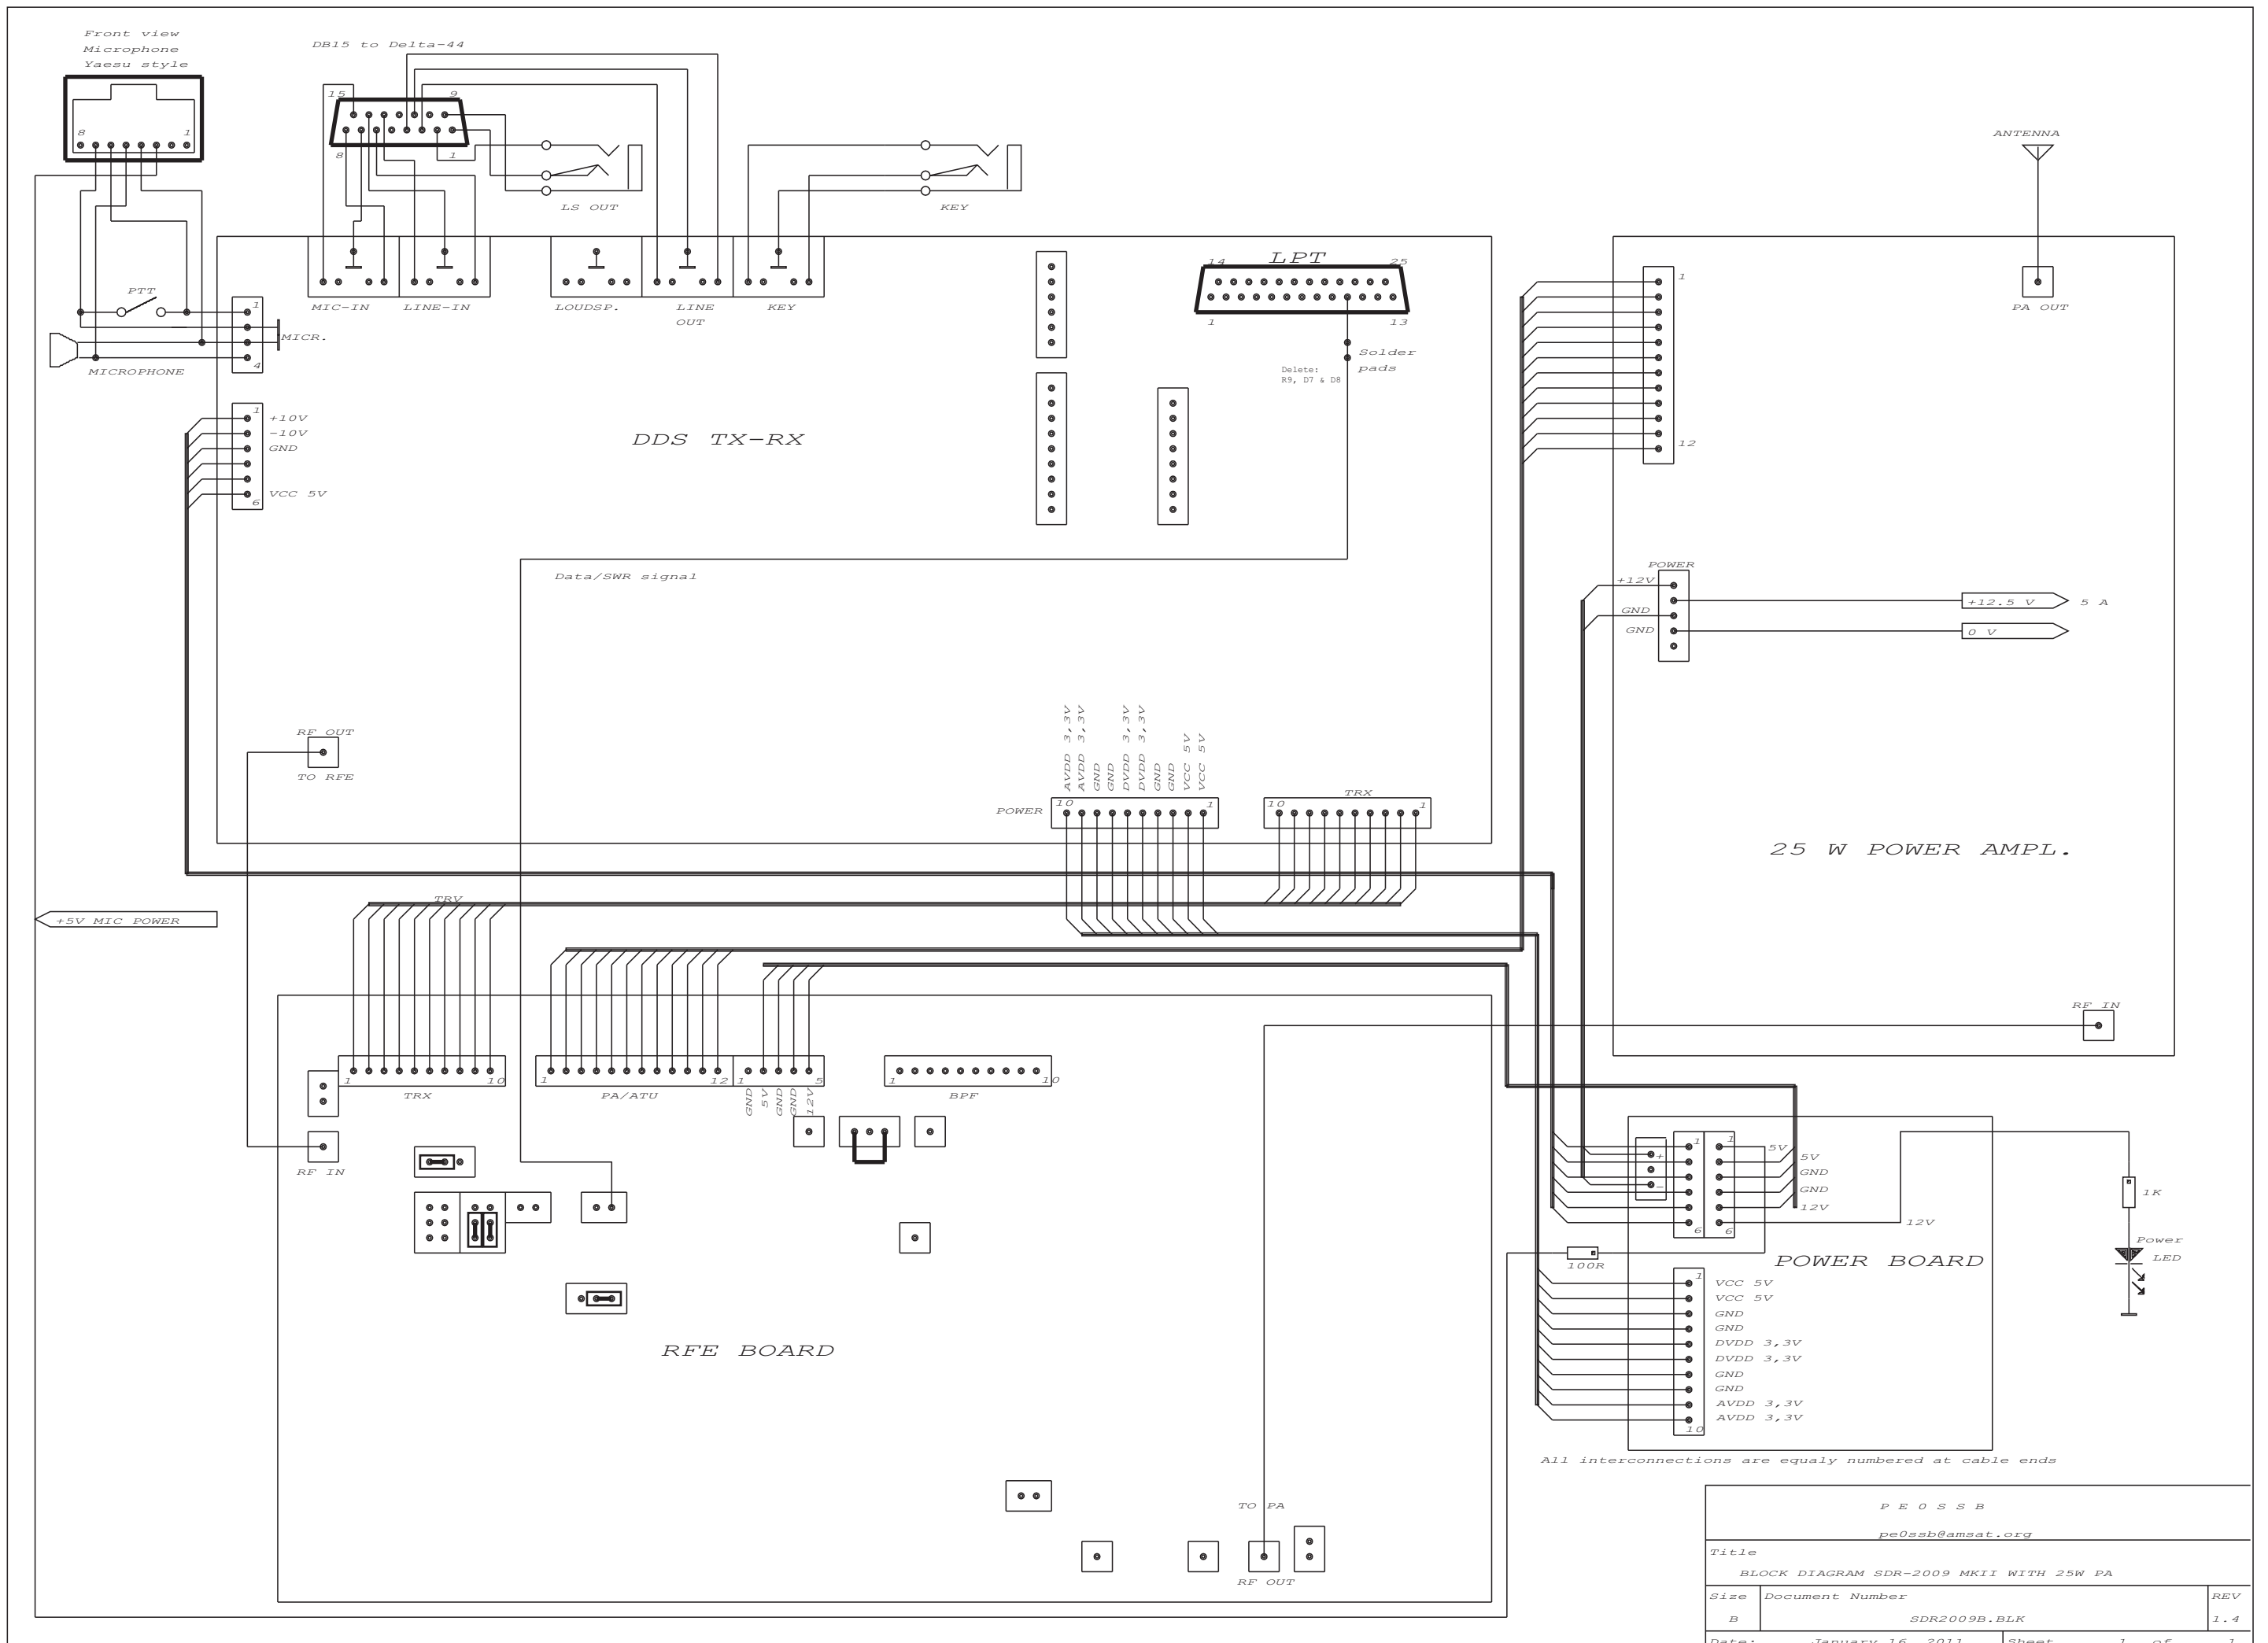 Front view
Microphone
Yaesu style
8 1
DB15 to Delta-44
15 9
8 1
LS OUT
KEY
ANTENNA
PTT
MICROPHONE
1
4
MICR.
MIC-IN
LINE-IN
LOUDSP.
LINE
OUT
KEY
LPT
14 25
1 13
Solder
pads
Delete:
R9, D7 & D8
1
12
PA OUT
1
+10V
-10V
GND
VCC 5V
6
DDS TX-RX
Data/SWR signal
POWER
+12V
GND
GND
+12.5 V
5 A
0 V
RF OUT
TO RFE
AVDD 3,3V
AVDD 3,3V
GND
GND
DVDD 3,3V
DVDD 3,3V
GND
GND
VCC 5V
VCC 5V
POWER
10 1
TRX
10 1
25 W POWER AMPL.
+5V MIC POWER
TRV
RF IN
1 10
TRX
1 12
PA/ATU
1 5
GND
5V
GND
GND
12V
1 10
BPF
RF IN
+
-
1 1
6 6
5V
5V
GND
GND
12V
12V
1K
Power
LED
100R
POWER BOARD
1
VCC 5V
VCC 5V
GND
GND
DVDD 3,3V
DVDD 3,3V
GND
GND
AVDD 3,3V
AVDD 3,3V
10
RFE BOARD
All interconnections are equaly numbered at cable ends
TO PA
RF OUT
P E 0 S S B
pe0ssb@amsat.org
Title
BLOCK DIAGRAM SDR-2009 MKII WITH 25W PA
Size Document Number REV
B SDR2009B.BLK 1.4
Date: January 16, 2011 Sheet 1 of 1